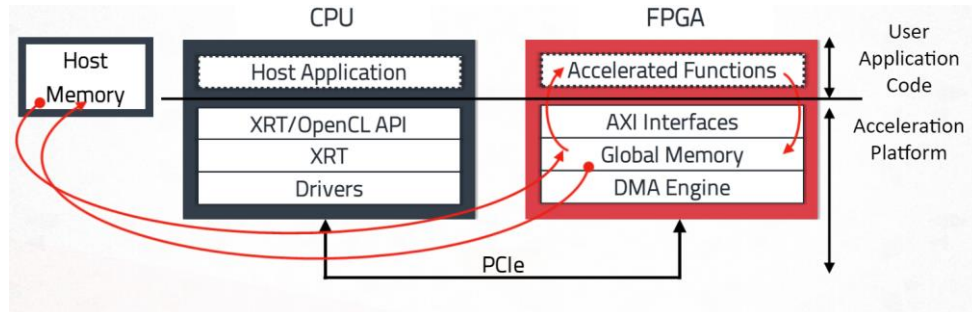 CPU
FPGA
Host
Memory
Host Application
Accelerated Functions
User
Application
Code
XRT/OpenCL API
XRT
Drivers
AXI Interfaces
Global Memory
DMA Engine
Acceleration
Platform
PCIe